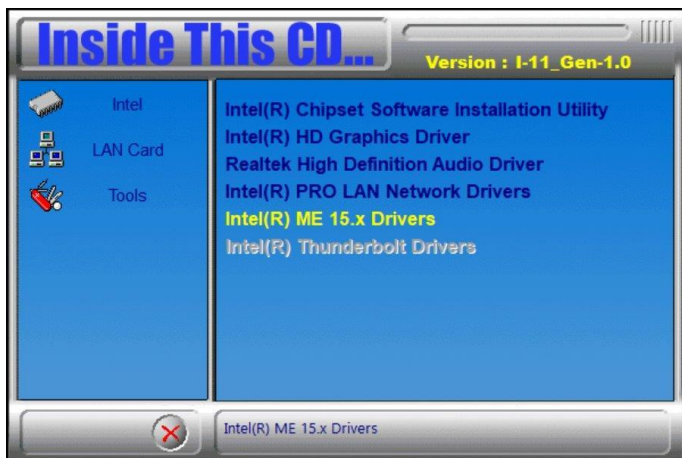 Inside This CD...
Version : I-11_Gen-1.0
Intel
LAN Card
Tools
Intel(R) Chipset Software Installation Utility
Intel(R) HD Graphics Driver
Realtek High Definition Audio Driver
Intel(R) PRO LAN Network Drivers
Intel(R) ME 15.x Drivers
Intel(R) Thunderbolt Drivers
Intel(R) ME 15.x Drivers